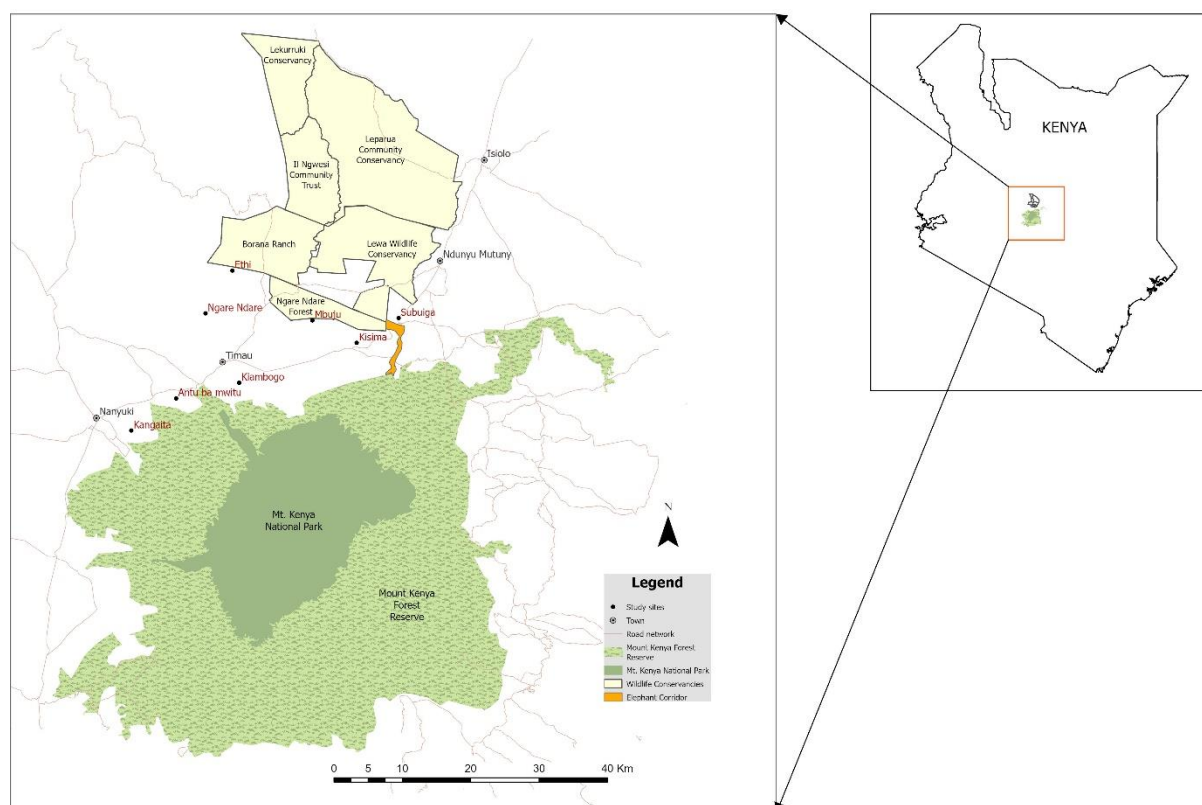 Lekurruki
Conservancy
Leparua
Community
Conservancy
Tsiolo
Il Ngwesi
Community
Trust
Borana Ranch
Lewa Wildlife
Conservancy
Ndunyu Mutuny
Ethi
Ngare Ndare
Ngare Ndare
Forest
Mbuju
Subuiga
Kisima
Timau
Kiambogo
Antu ba mwitu
Nanyuki
Kangaita
Mt. Kenya
National Park
Mount Kenya
Forest
Reserve
N
Legend
Study sites
Town
Road network
Mount Kenya Forest
Reserve
Mt. Kenya National Park
Wildlife Conservancies
Elephant Corridor
0 5 10 20 30 40 Km
KENYA